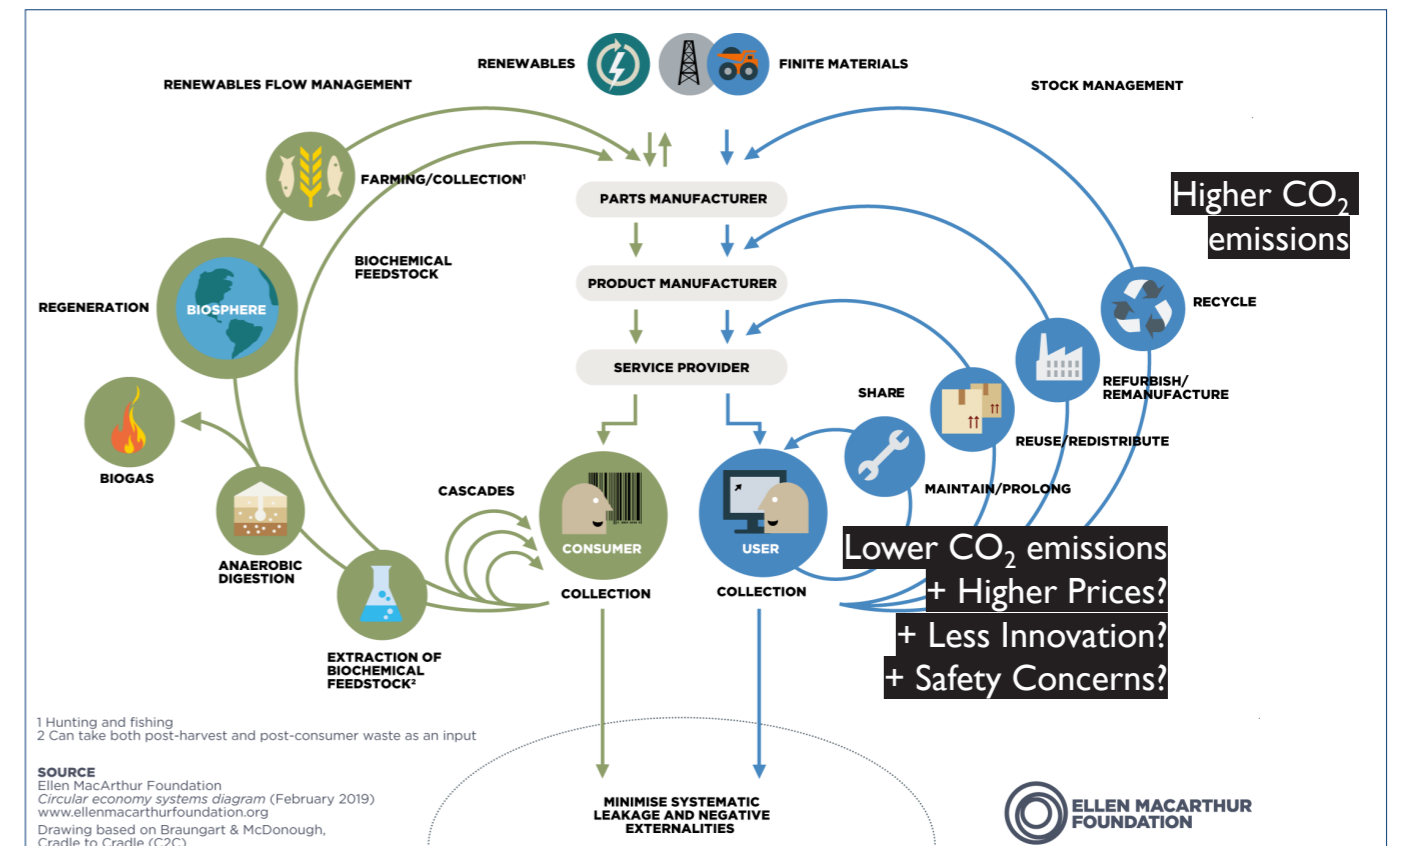 RENEWABLES
FINITE MATERIALS
RENEWABLES FLOW MANAGEMENT
STOCK MANAGEMENT
FARMING/COLLECTION¹
PARTS MANUFACTURER
Higher CO₂
emissions
BIOCHEMICAL
FEEDSTOCK
PRODUCT MANUFACTURER
REGENERATION
BIOSPHERE
RECYCLE
SERVICE PROVIDER
SHARE
REFURBISH/
REMANUFACTURE
REUSE/REDISTRIBUTE
BIOGAS
CASCADES
MAINTAIN/PROLONG
CONSUMER
USER
Lower CO₂ emissions
+ Higher Prices?
+ Less Innovation?
+ Safety Concerns?
ANAEROBIC
DIGESTION
COLLECTION
COLLECTION
EXTRACTION OF
BIOCHEMICAL
FEEDSTOCK²
1 Hunting and fishing
2 Can take both post-harvest and post-consumer waste as an input
SOURCE
Ellen MacArthur Foundation
Circular economy systems diagram (February 2019)
www.ellenmacarthurfoundation.org
Drawing based on Braungart & McDonough,
Cradle to Cradle (C2C)
MINIMISE SYSTEMATIC
LEAKAGE AND NEGATIVE
EXTERNALITIES
ELLEN MACARTHUR
FOUNDATION